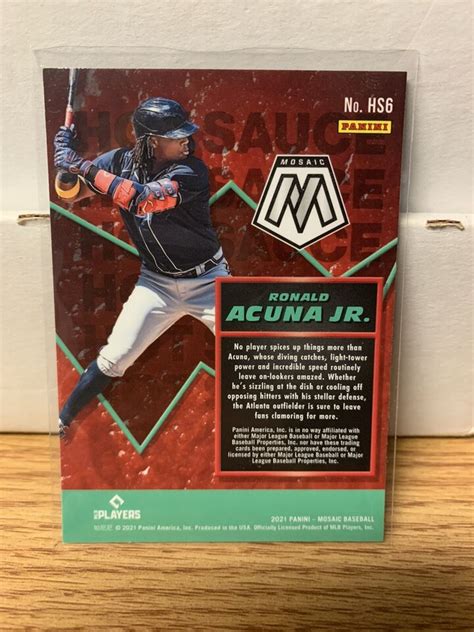 No. HS6
PANINI
HOT SAUCE
MOSAIC
RONALD
ACUNA JR.
No player spices up things more than
Acuna, whose diving catches, light-tower
power and incredible speed routinely
leave on-lookers amazed. Whether
he's sizzling at the dish or cooling off
opposing hitters with his stellar defense,
the Atlanta outfielder is sure to leave
fans clamoring for more.
Panini America, Inc. is in no way affiliated with
either Major League Baseball or Major League
Baseball Properties, Inc. nor have these trading
cards been prepared, approved, endorsed, or
licensed by either Major League Baseball or Major
League Baseball Properties, Inc.
PLAYERS
2021 PANINI - MOSAIC BASEBALL
© 2021 Panini America, Inc. Produced in the USA. Officially Licensed Product of MLB Players, Inc.